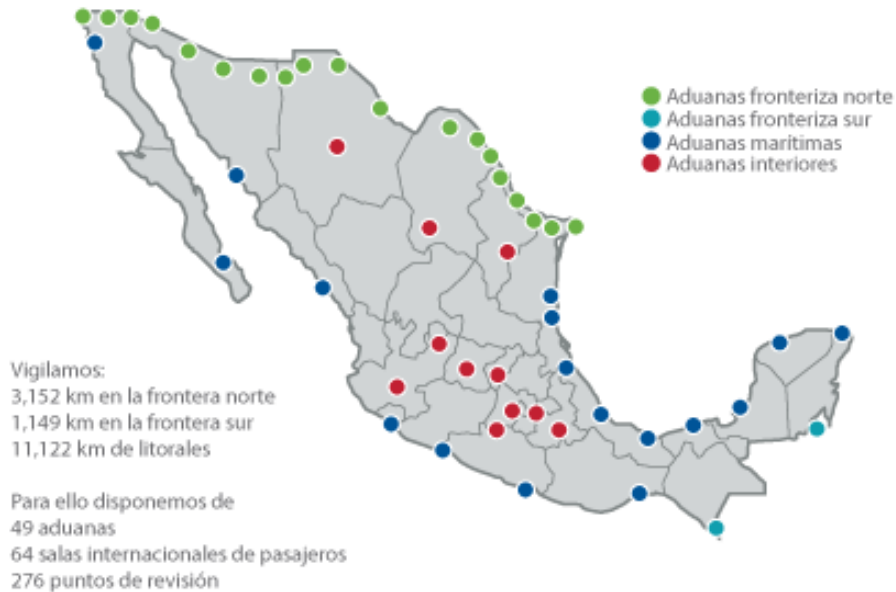 Aduanas fronteriza norte
Aduanas fronteriza sur
Aduanas marítimas
Aduanas interiores
Vigilamos:
3,152 km en la frontera norte
1,149 km en la frontera sur
11,122 km de litorales
Para ello disponemos de
49 aduanas
64 salas internacionales de pasajeros
276 puntos de revisión